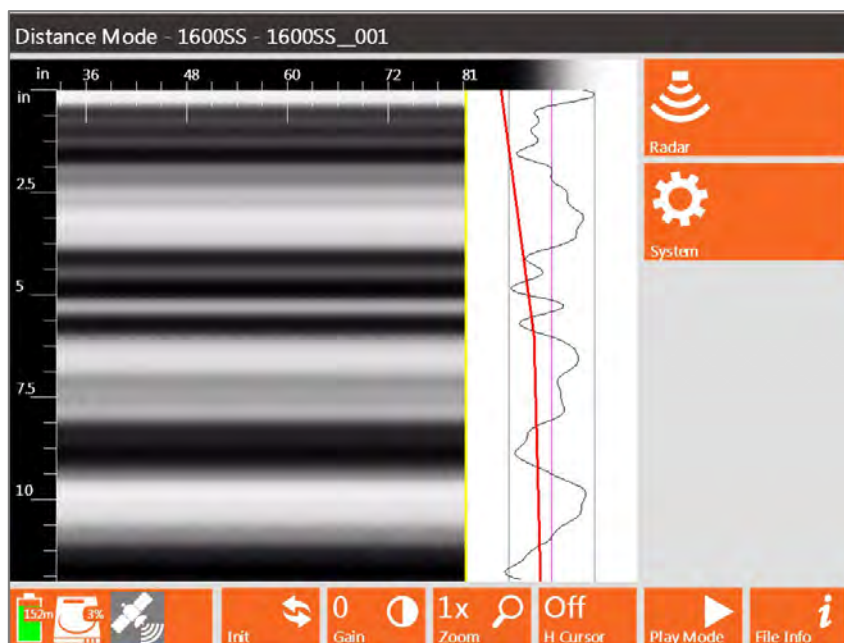 Distance Mode - 1600SS - 1600SS__001
in 36 48 60 72 81
in
2.5
5
7.5
10
Radar
System
152m
3%
Init
0
Gain
1x
Zoom
Off
H Cursor
Play Mode
i
File Info